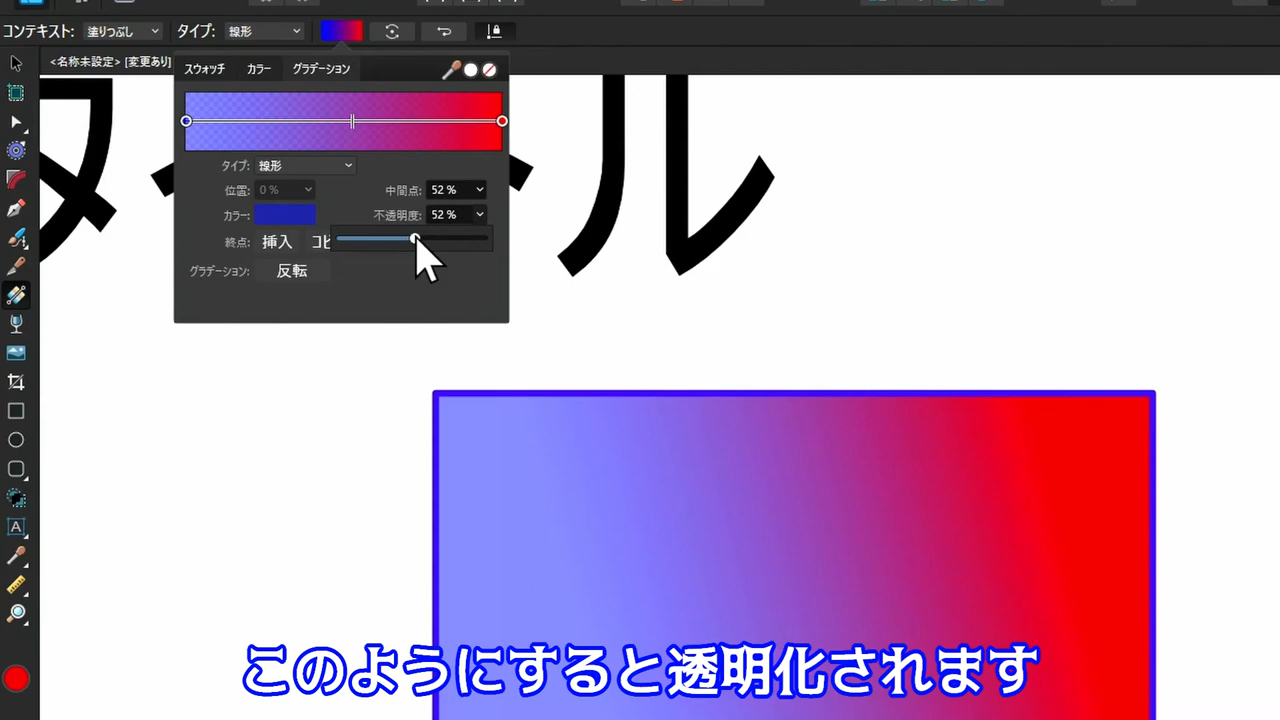 コンテキスト: 塗りつぶし タイプ: 線形
<名称未設定> [変更あり]
スウォッチ カラー グラデーション
タイプ: 線形
位置: 0 % 中間点: 52 %
カラー: 不透明度: 52 %
終点: 挿入 コピ
グラデーション: 反転
A
このようにすると透明化されます